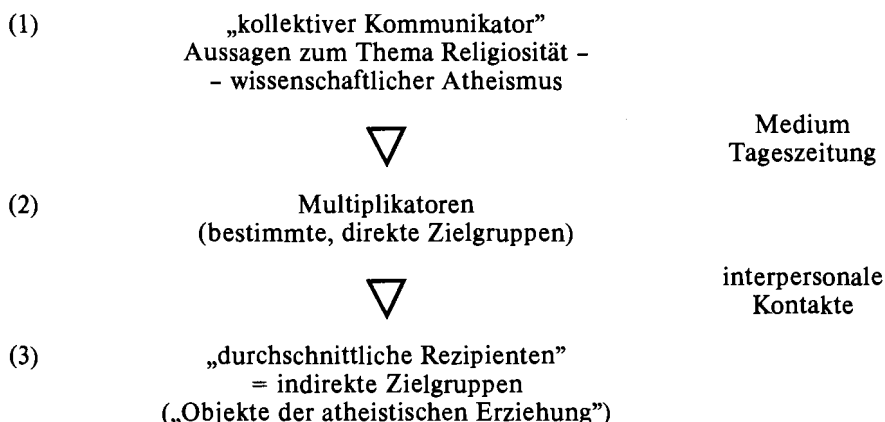 (1) „kollektiver Kommunikator”
Aussagen zum Thema Religiosität –
– wissenschaftlicher Atheismus
Medium
Tageszeitung
(2) Multiplikatoren
(bestimmte, direkte Zielgruppen)
interpersonale
Kontakte
(3) „durchschnittliche Rezipienten”
= indirekte Zielgruppen
(„Objekte der atheistischen Erziehung”)